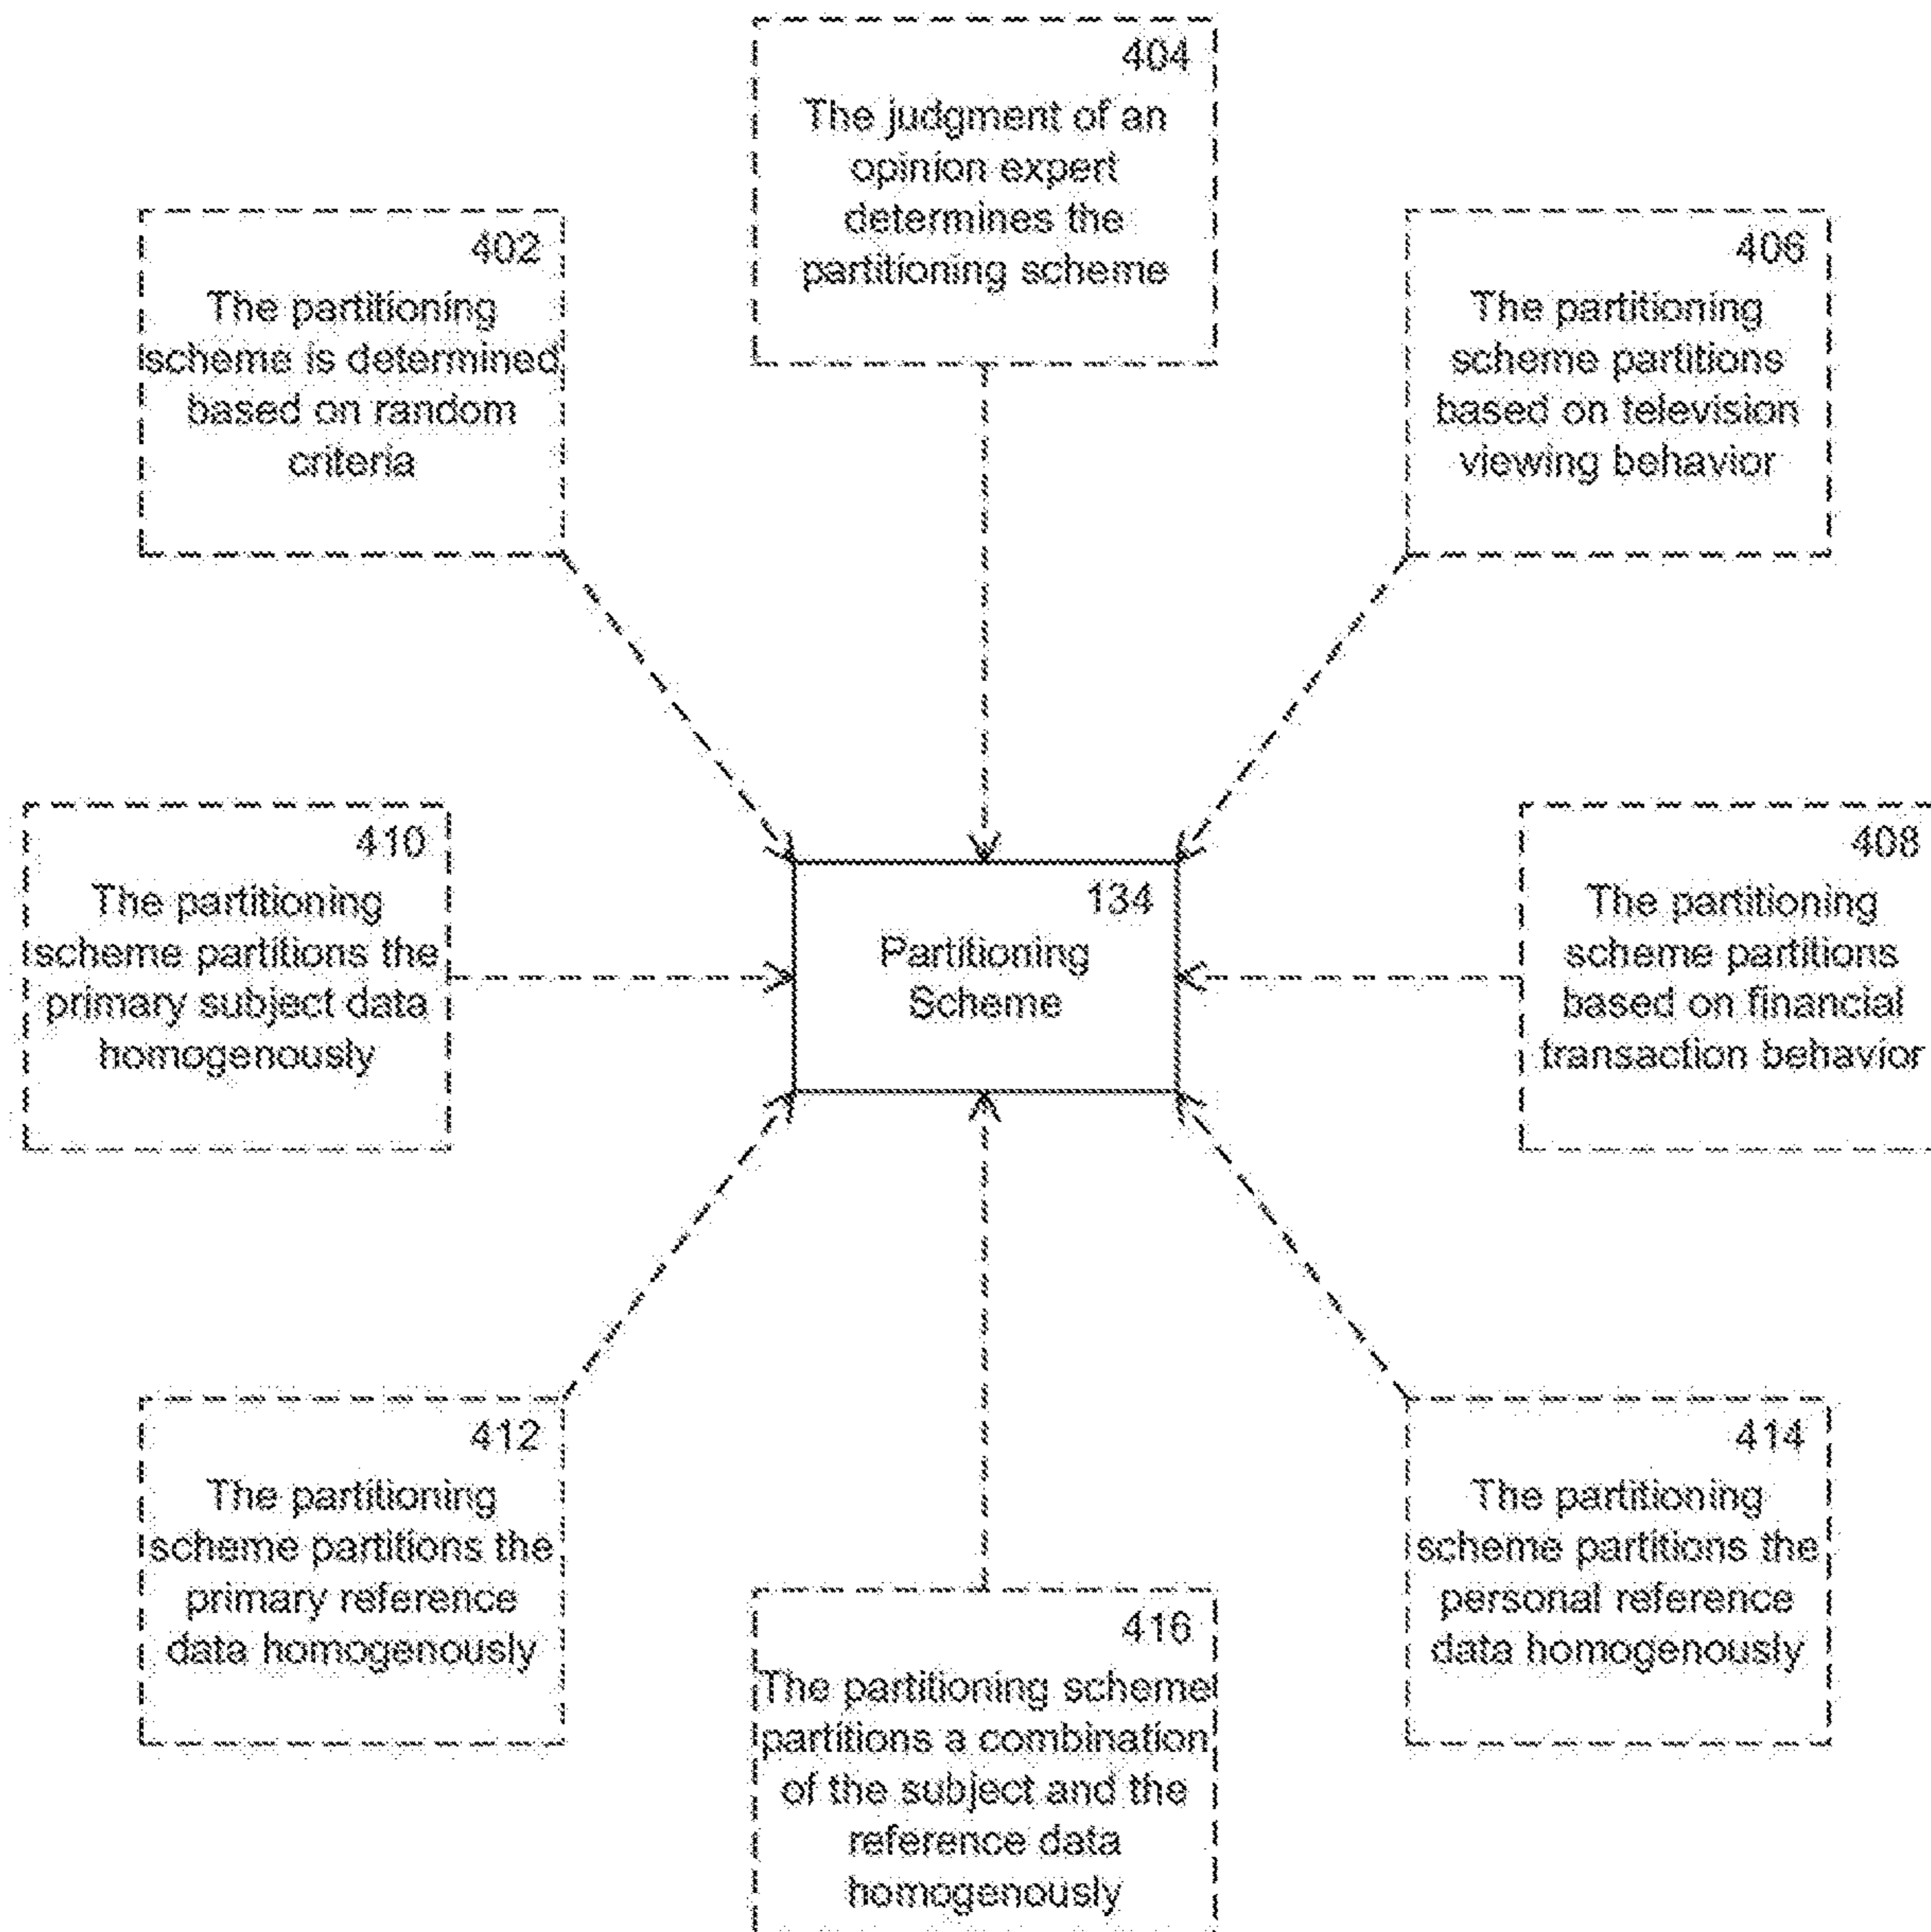 404
The judgment of an
opinion expert
determines the
partitioning scheme
402
The partitioning
scheme is determined
based on random
criteria
406
The partitioning
scheme partitions
based on television
viewing behavior
410
The partitioning
scheme partitions the
primary subject data
homogenously
134
Partitioning
Scheme
408
The partitioning
scheme partitions
based on financial
transaction behavior
412
The partitioning
scheme partitions the
primary reference
data homogenously
416
The partitioning scheme
partitions a combination
of the subject and the
reference data
homogenously
414
The partitioning
scheme partitions the
personal reference
data homogenously